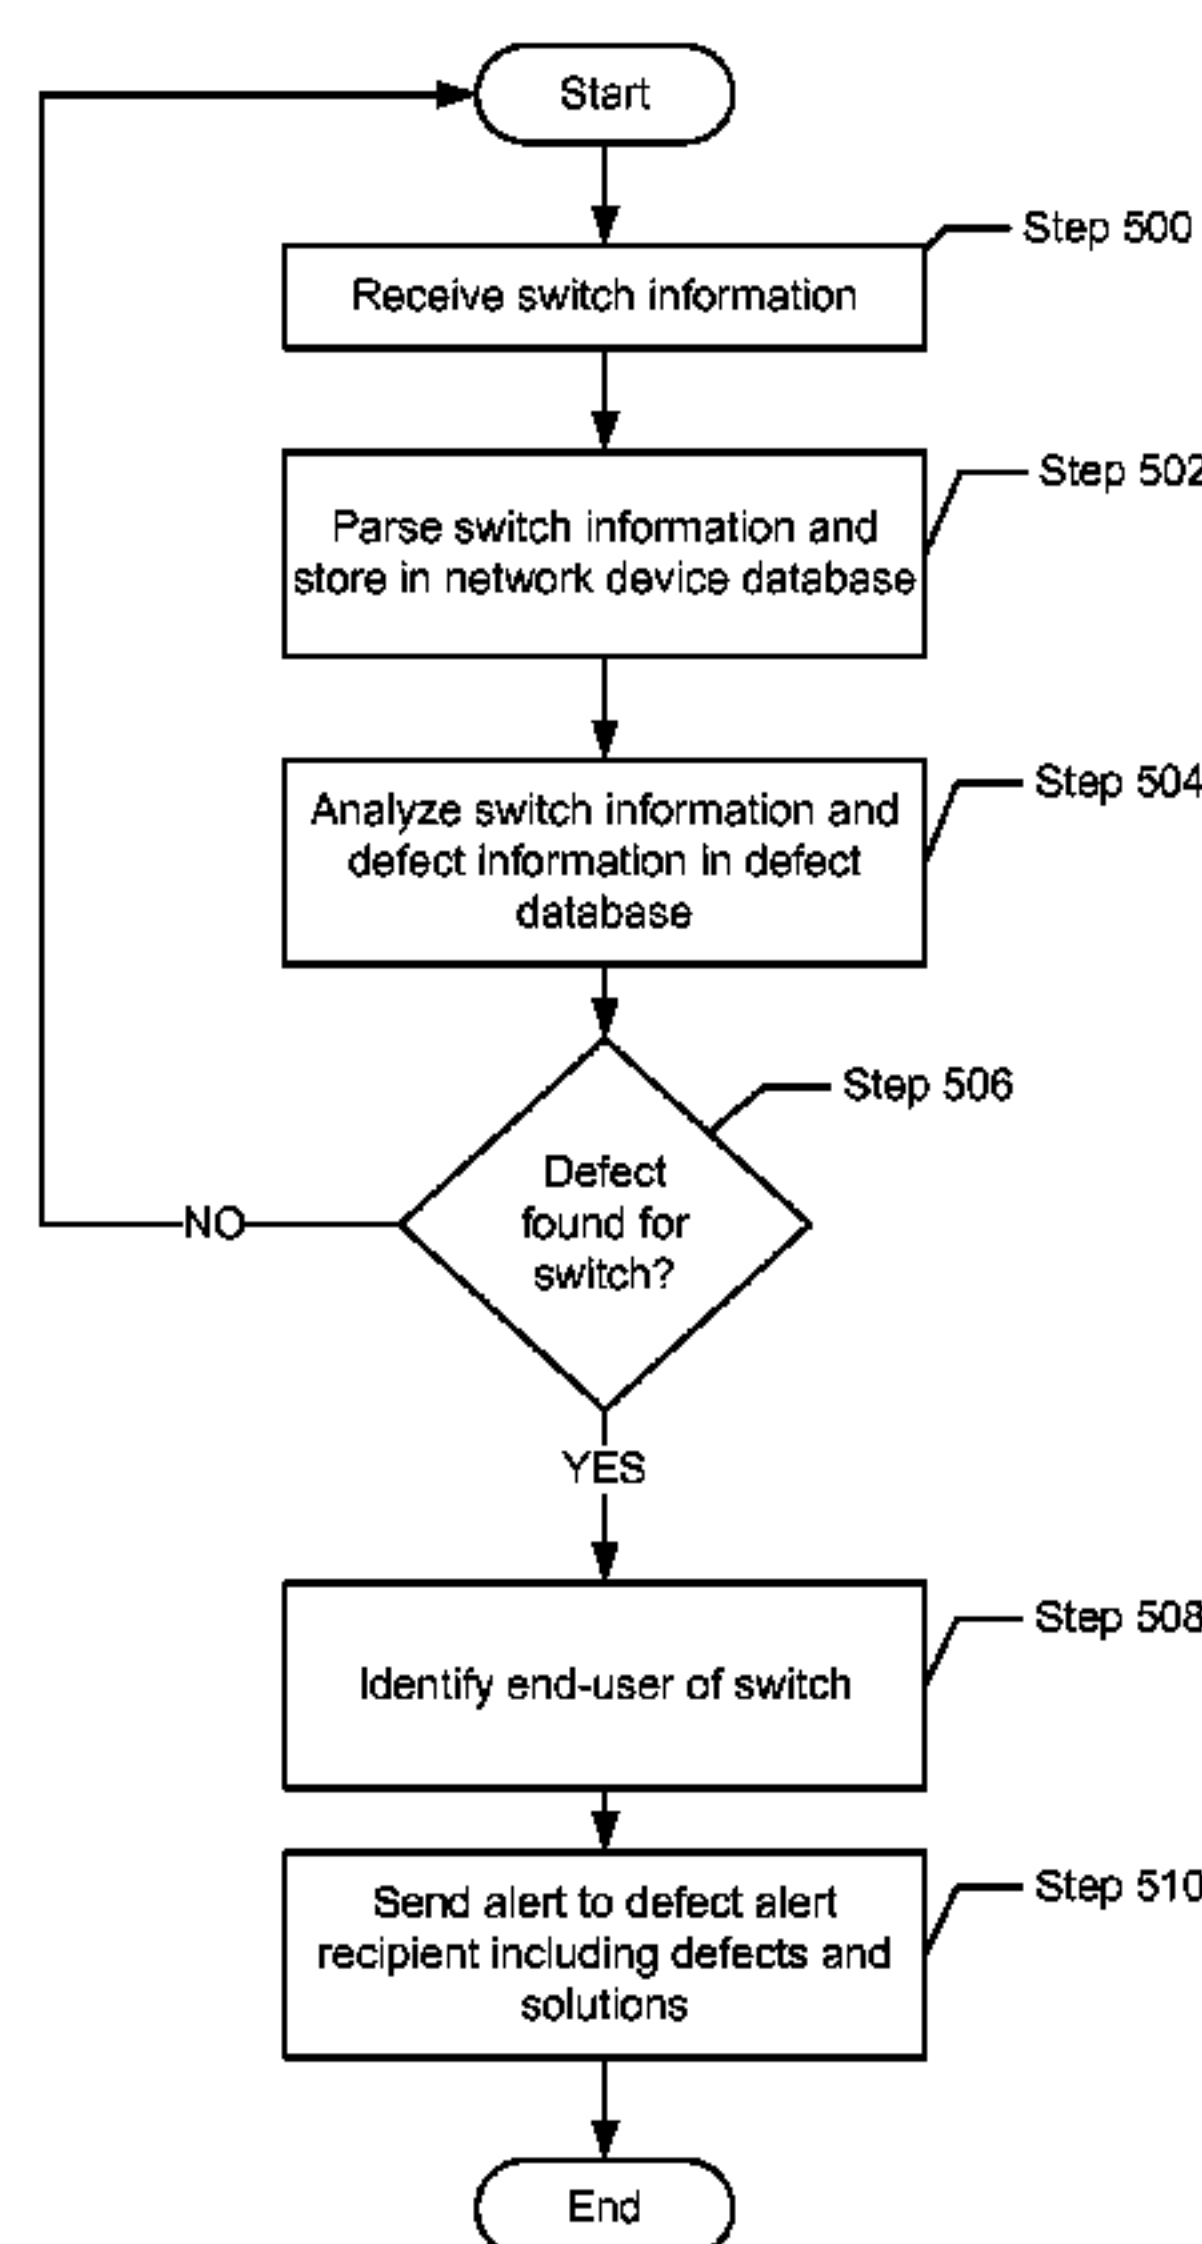 Start
Step 500
Receive switch information
Step 502
Parse switch information and
store in network device database
Step 504
Analyze switch information and
defect information in defect
database
Step 506
Defect
found for
switch?
NO
YES
Step 508
Identify end-user of switch
Step 510
Send alert to defect alert
recipient including defects and
solutions
End